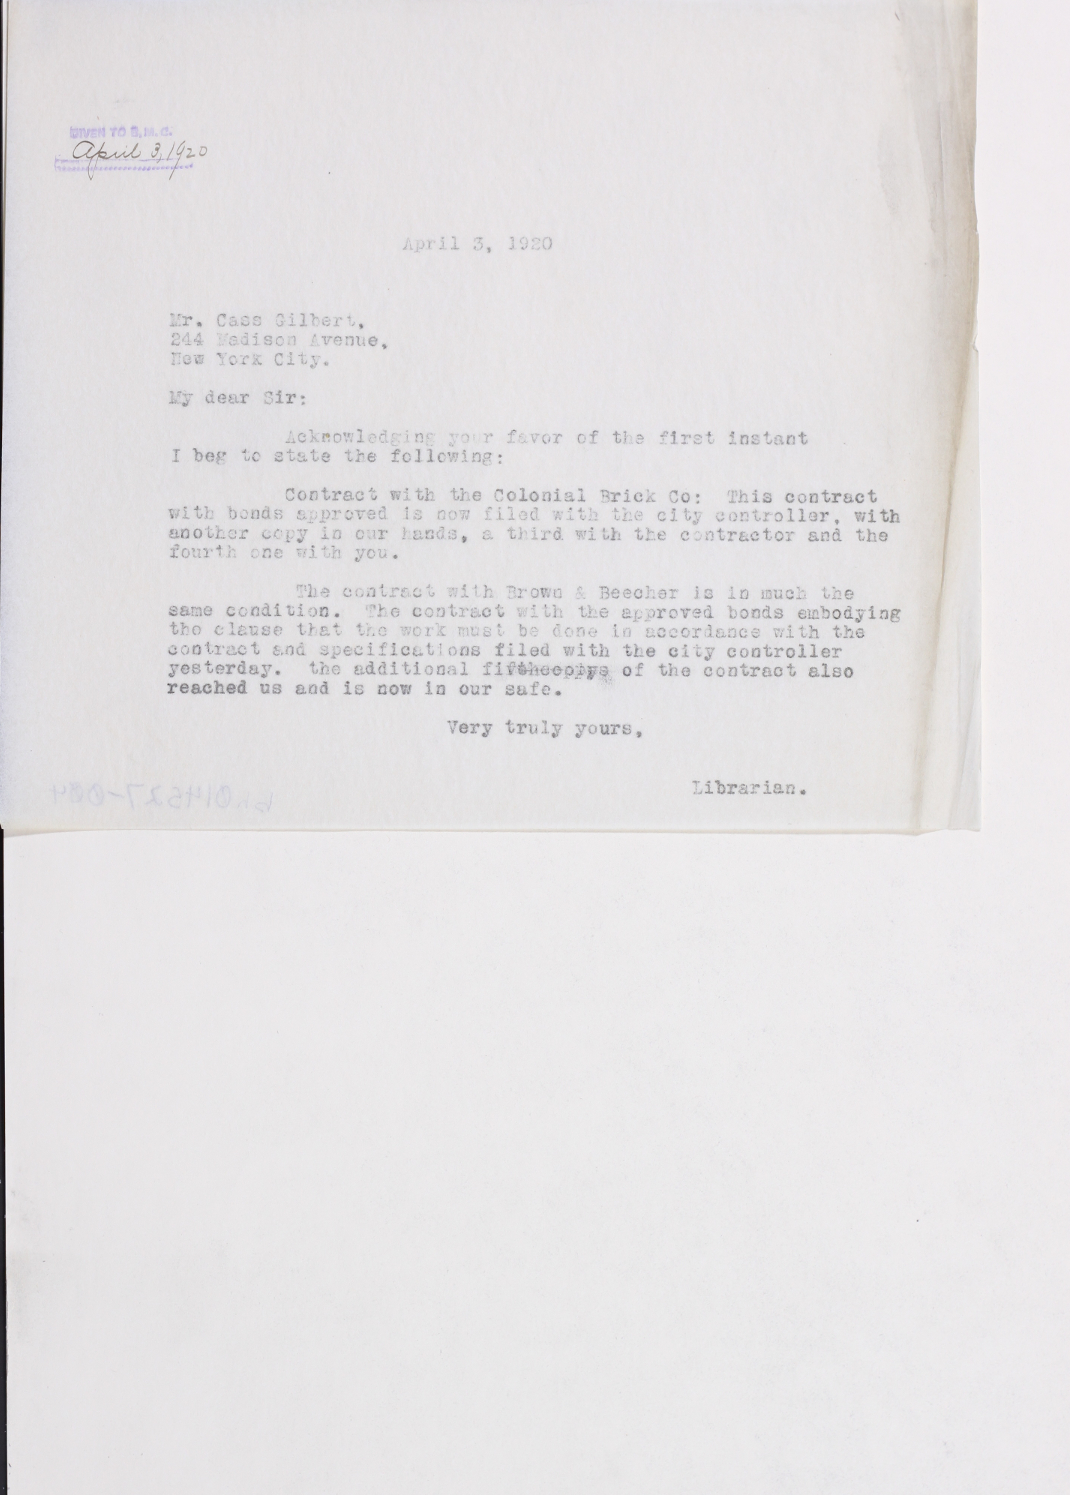 GIVEN TO B.M.C.
April 3, 1920
April 3, 1920
Mr. Cass Gilbert,
244 Madison Avenue,
New York City.
My dear Sir:
Acknowledging your favor of the first instant
I beg to state the following:
Contract with the Colonial Brick Co: This contract
with bonds approved is now filed with the city controller, with
another copy in our hands, a third with the contractor and the
fourth one with you.
The contract with Brown & Beecher is in much the
same condition. The contract with the approved bonds embodying
the clause that the work must be done in accordance with the
contract and specifications filed with the city controller
yesterday. the additional of the contract also
reached us and is now in our safe.
Very truly yours,
Librarian.